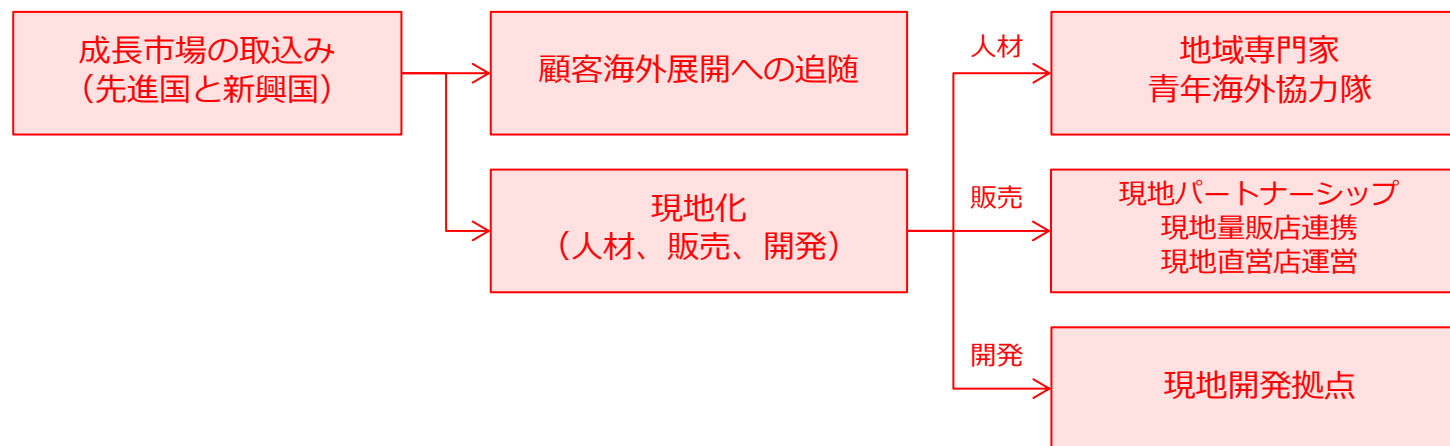 成長市場の取込み
（先進国と新興国）
顧客海外展開への追随
現地化
（人材、販売、開発）
人材
地域専門家
青年海外協力隊
販売
現地パートナーシップ
現地量販店連携
現地直営店運営
開発
現地開発拠点